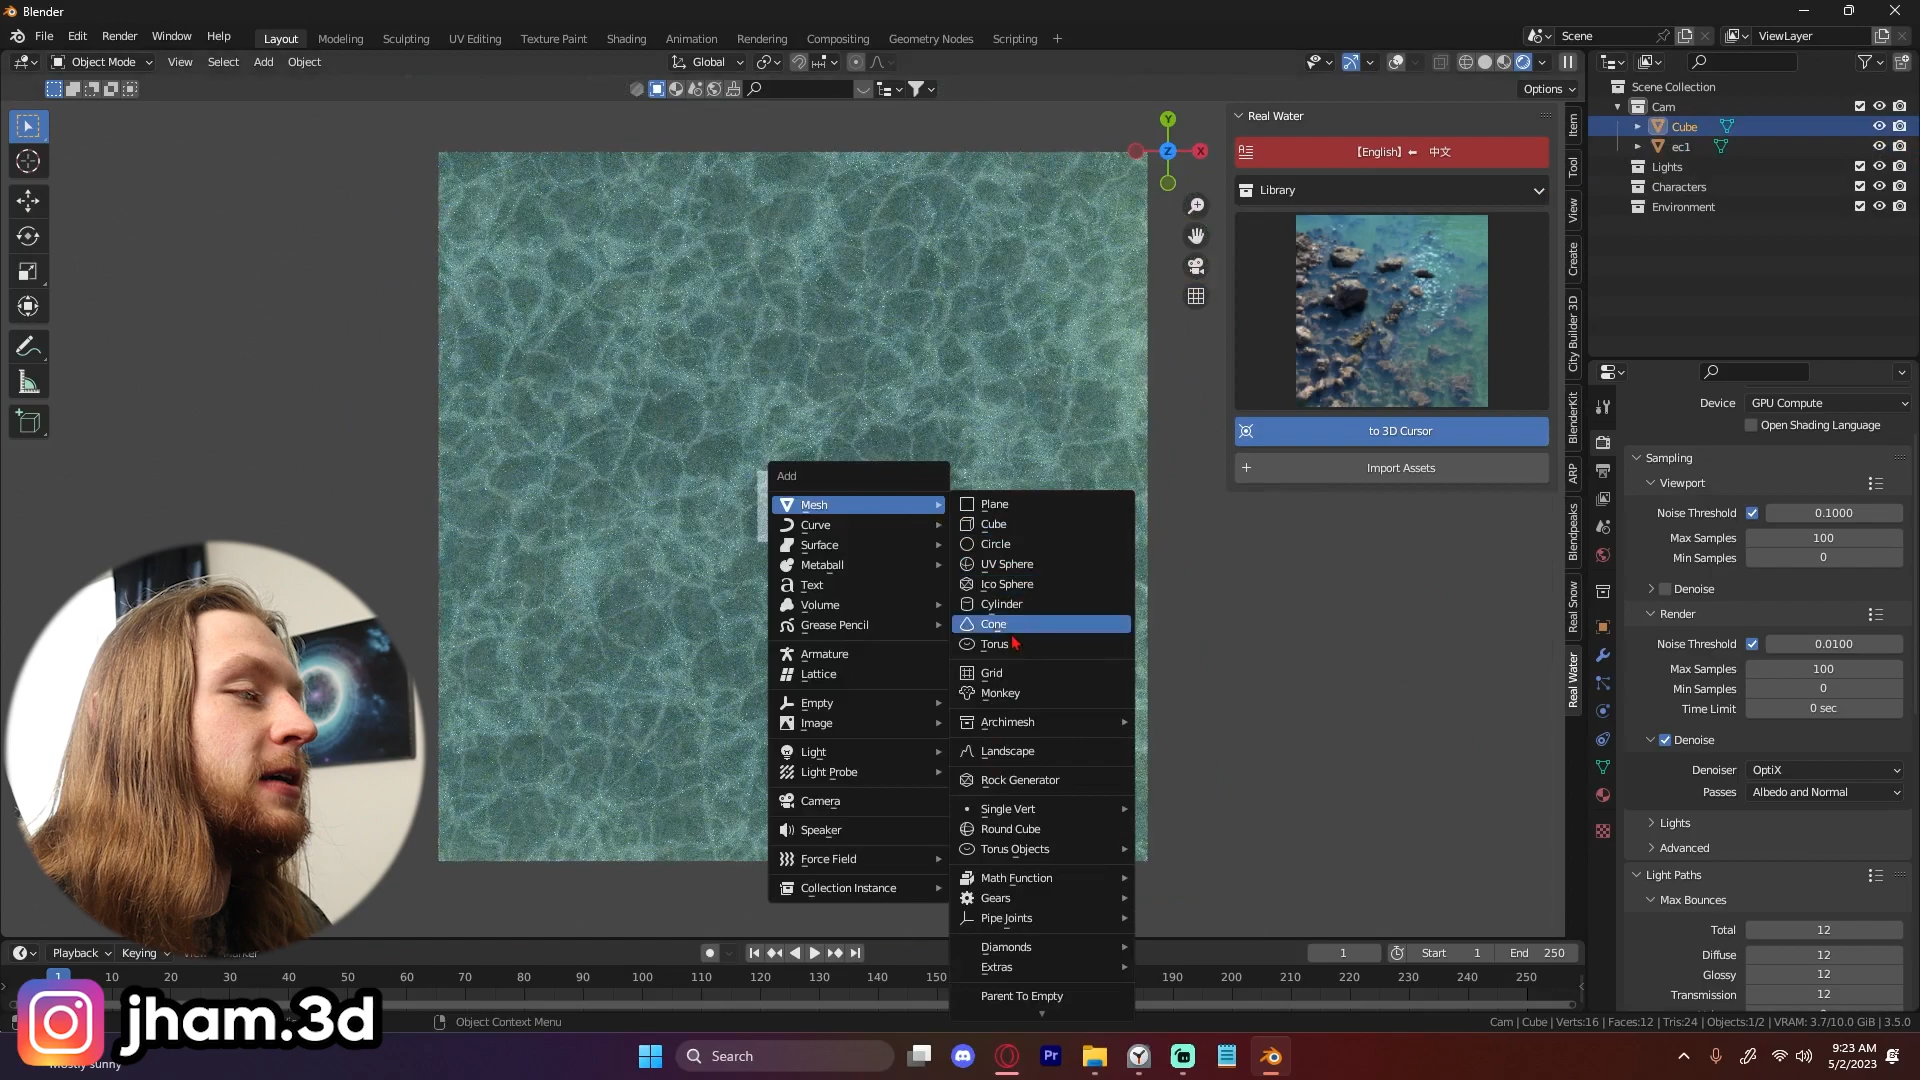 Blender
File Edit Render Window Help
Layout Modeling Sculpting UV Editing Texture Paint Shading Animation Rendering Compositing Geometry Nodes Scripting +
Scene
ViewLayer
Object Mode View Select Add Object
Global
Options
Real Water
【English】 中文
Library
to 3D Cursor
Import Assets
Item
Tool
View
Create
City Builder 3D
BlenderKit
ARP
Blendpeaks
Real Snow
Real Water
Y
Z
X
Scene Collection
Cam
Cube
ec1
Lights
Characters
Environment
Device GPU Compute
Open Shading Language
Sampling
Viewport
Noise Threshold 0.1000
Max Samples 100
Min Samples 0
Denoise
Render
Noise Threshold 0.0100
Max Samples 100
Min Samples 0
Time Limit 0 sec
Denoise
Denoiser OptiX
Passes Albedo and Normal
Lights
Advanced
Light Paths
Max Bounces
Total 12
Diffuse 12
Glossy 12
Transmission 12
Add
Mesh
Curve
Surface
Metaball
Text
Volume
Grease Pencil
Armature
Lattice
Empty
Image
Light
Light Probe
Camera
Speaker
Force Field
Collection Instance
Plane
Cube
Circle
UV Sphere
Ico Sphere
Cylinder
Cone
Torus
Grid
Monkey
Archimesh
Landscape
Rock Generator
Single Vert
Round Cube
Torus Objects
Math Function
Gears
Pipe Joints
Diamonds
Extras
Parent To Empty
Playback Keying View Marker
1 Start 1 End 250
1 10 20 30 40 50 60 70 80 90 100 110 120 130 140 150 190 200 210 220 230 240 250
jham.3d
Object Context Menu
Cam | Cube | Verts:16 | Faces:12 | Tris:24 | Objects:1/2 | VRAM: 3.7/10.0 GiB | 3.5.0
Mostly sunny
Search
Pr
9:23 AM
5/2/2023